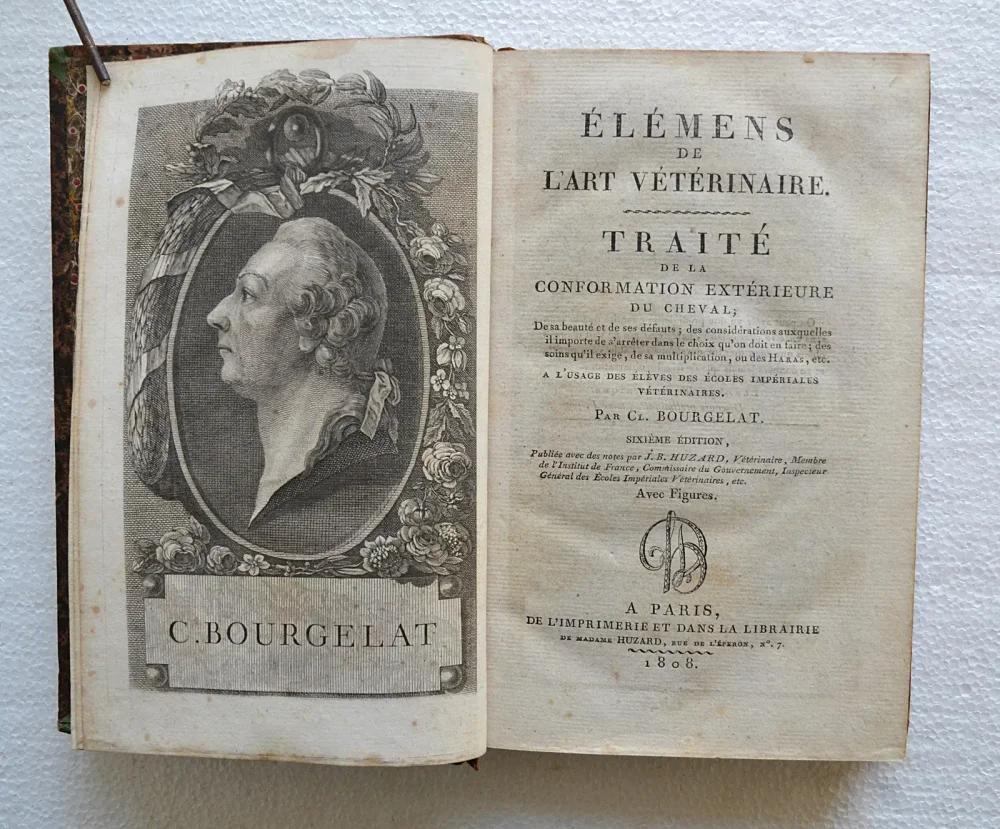 C. BOURGELAT
ÉLÉMENS
DE
L'ART VÉTÉRINAIRE.
TRAITÉ
DE LA
CONFORMATION EXTÉRIEURE
DU CHEVAL;
De sa beauté et de ses défauts; des considérations auxquelles
il importe de s'arrêter dans le choix qu'on doit en faire; des
soins qu'il exige, de sa multiplication, ou des HARAS, etc.
A L'USAGE DES ÉLÈVES DES ÉCOLES IMPÉRIALES
VÉTÉRINAIRES.
PAR CL. BOURGELAT.
SIXIÈME ÉDITION,
Publiée avec des notes par J. B. HUZARD, Vétérinaire, Membre
de l'Institut de France, Commissaire du Gouvernement, Inspecteur
Général des Écoles Impériales Vétérinaires, etc.
Avec Figures.
A PARIS,
DE L'IMPRIMERIE ET DANS LA LIBRAIRIE
DE MADAME HUZARD, RUE DE L'ÉPERON, Nº. 7.
1808.